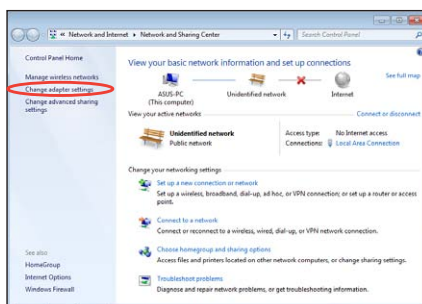 « Network and Internet ▸ Network and Sharing Center
Search Control Panel
Control Panel Home
Manage wireless networks
Change adapter settings
Change advanced sharing
settings
View your basic network information and set up connections
See full map
ASUS-PC
(This computer)
Unidentified network
Internet
View your active networks
Connect or disconnect
Unidentified network
Public network
Access type: No Internet access
Connections: Local Area Connection
Change your networking settings
Set up a new connection or network
Set up a wireless, broadband, dial-up, ad hoc, or VPN connection; or set up a router or access
point.
Connect to a network
Connect or reconnect to a wireless, wired, dial-up, or VPN network connection.
Choose homegroup and sharing options
Access files and printers located on other network computers, or change sharing settings.
Troubleshoot problems
Diagnose and repair network problems, or get troubleshooting information.
See also
HomeGroup
Internet Options
Windows Firewall